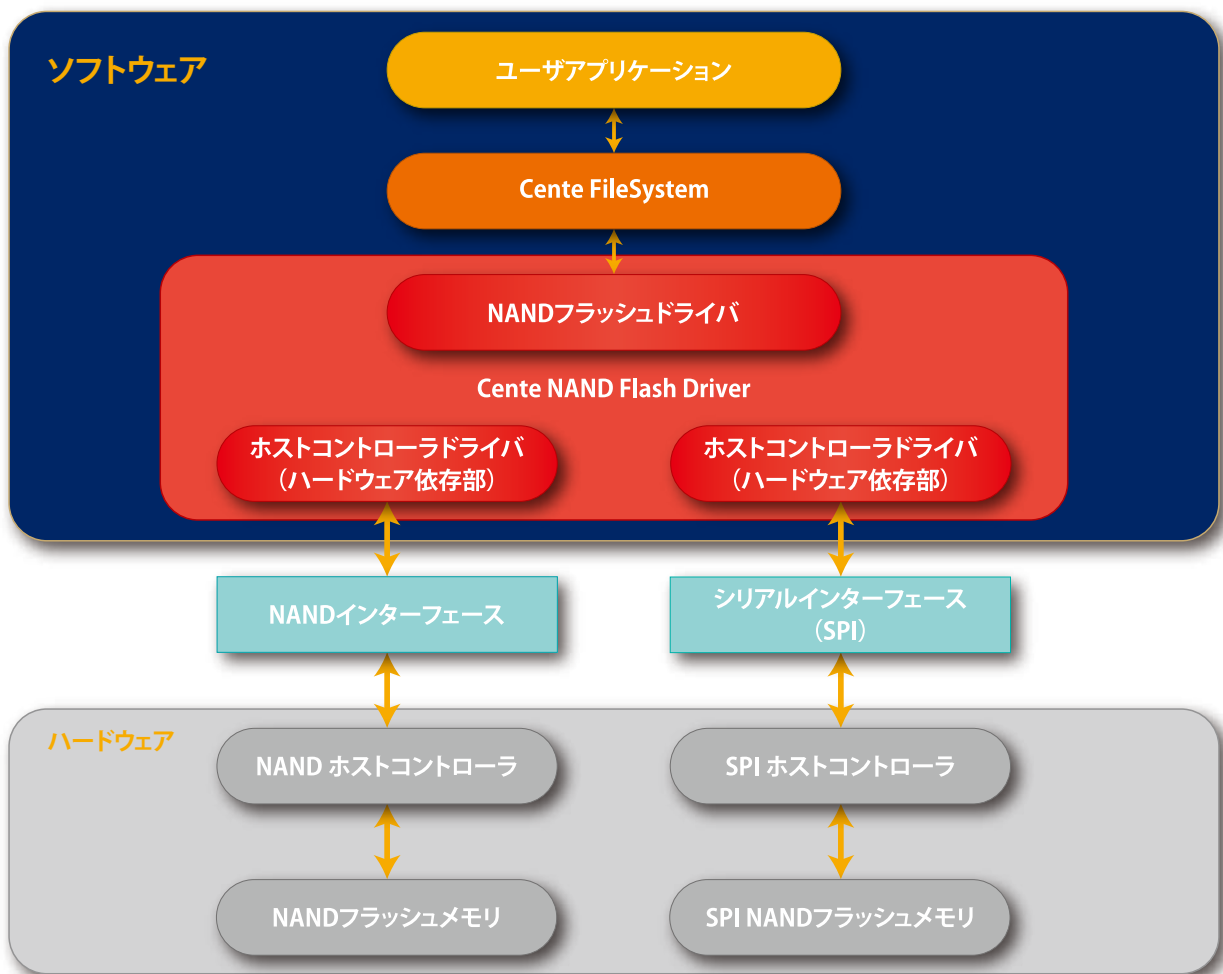 ソフトウェア
ユーザアプリケーション
Cente FileSystem
NANDフラッシュドライバ
Cente NAND Flash Driver
ホストコントローラドライバ
（ハードウェア依存部）
ホストコントローラドライバ
（ハードウェア依存部）
NANDインターフェース
シリアルインターフェース
（SPI）
ハードウェア
NAND ホストコントローラ
SPI ホストコントローラ
NANDフラッシュメモリ
SPI NANDフラッシュメモリ